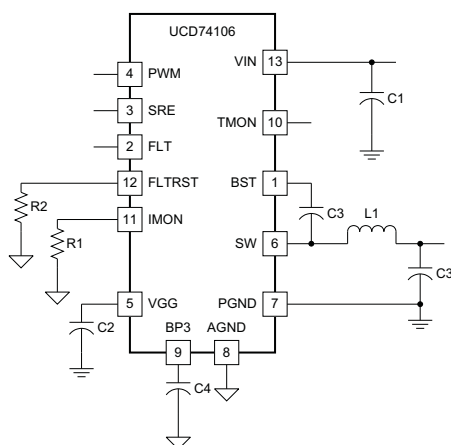 UCD74106
VIN
13
4
PWM
C1
3
SRE
TMON
10
2
FLT
12
FLTRST
BST
1
R2
11
IMON
C3
L1
R1
SW
6
C3
5
VGG
PGND
7
C2
BP3
AGND
9
8
C4